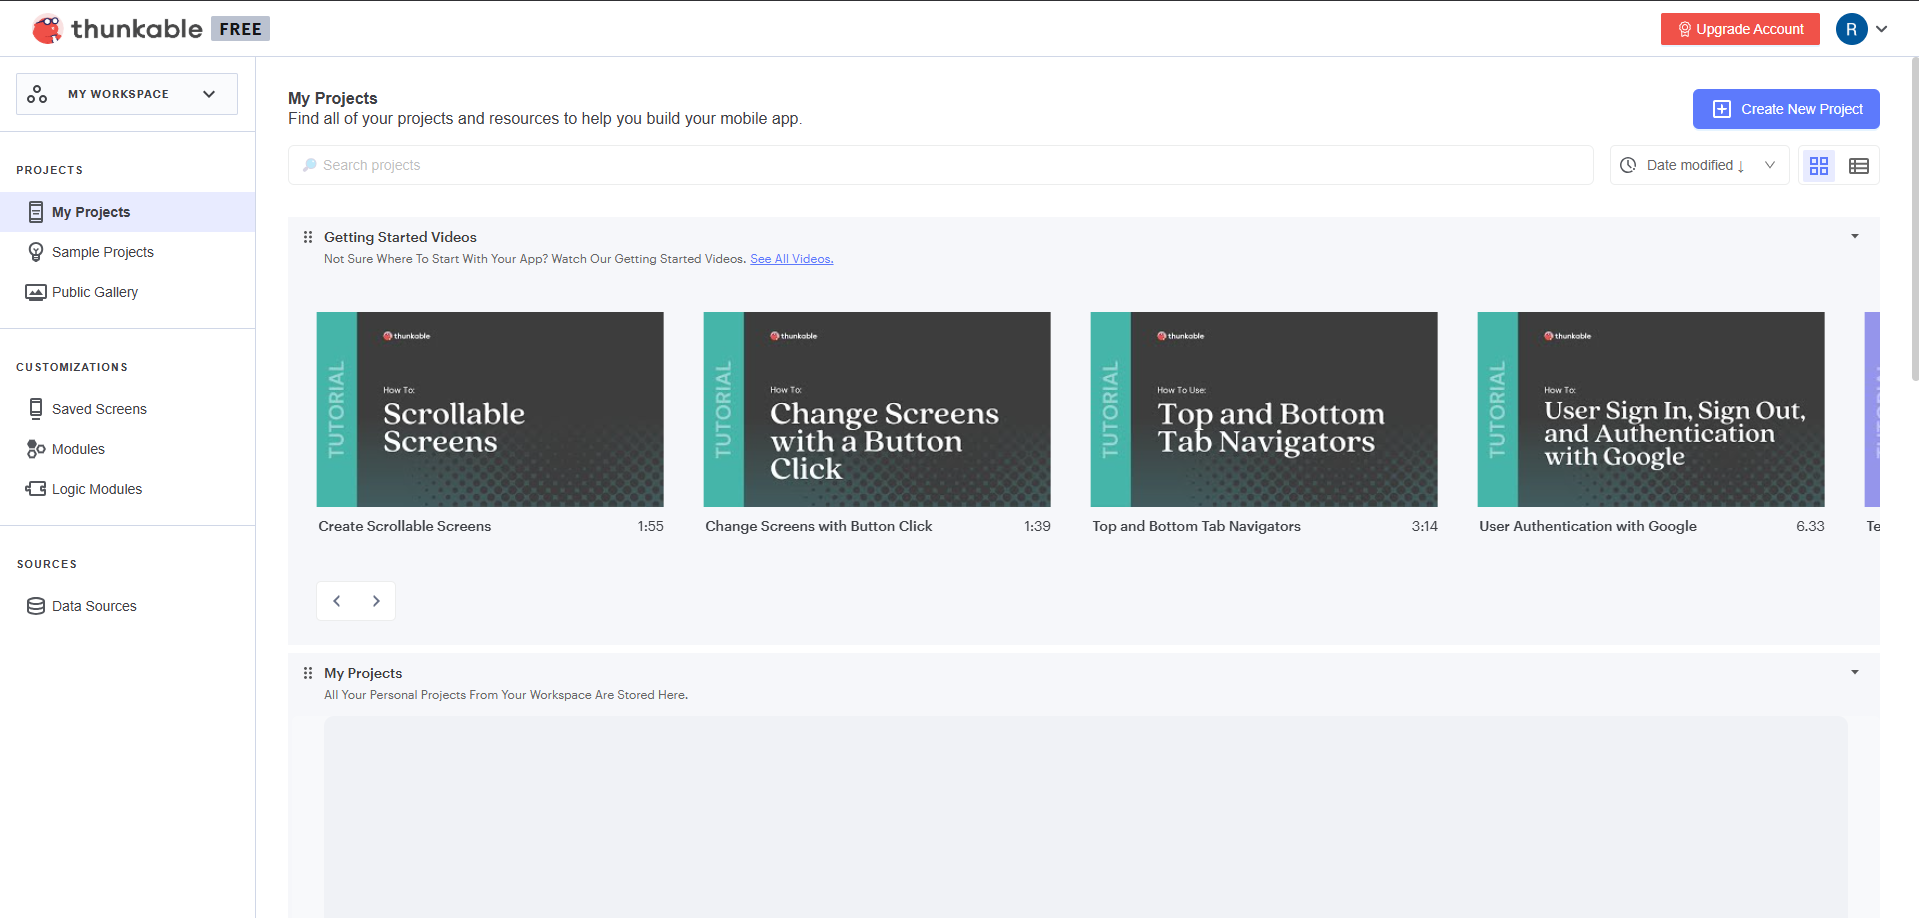 thunkable FREE
Upgrade Account
R
MY WORKSPACE
PROJECTS
My Projects
Sample Projects
Public Gallery
CUSTOMIZATIONS
Saved Screens
Modules
Logic Modules
SOURCES
Data Sources
My Projects
Find all of your projects and resources to help you build your mobile app.
Create New Project
Search projects
Date modified ↓
Getting Started Videos
Not Sure Where To Start With Your App? Watch Our Getting Started Videos. See All Videos.
TUTORIAL
thunkable
How To:
Scrollable
Screens
Create Scrollable Screens 1:55
TUTORIAL
thunkable
How To:
Change Screens
with a Button
Click
Change Screens with Button Click 1:39
TUTORIAL
thunkable
How To Use:
Top and Bottom
Tab Navigators
Top and Bottom Tab Navigators 3:14
TUTORIAL
thunkable
How To:
User Sign In, Sign Out,
and Authentication
with Google
User Authentication with Google 6.33
Te
My Projects
All Your Personal Projects From Your Workspace Are Stored Here.